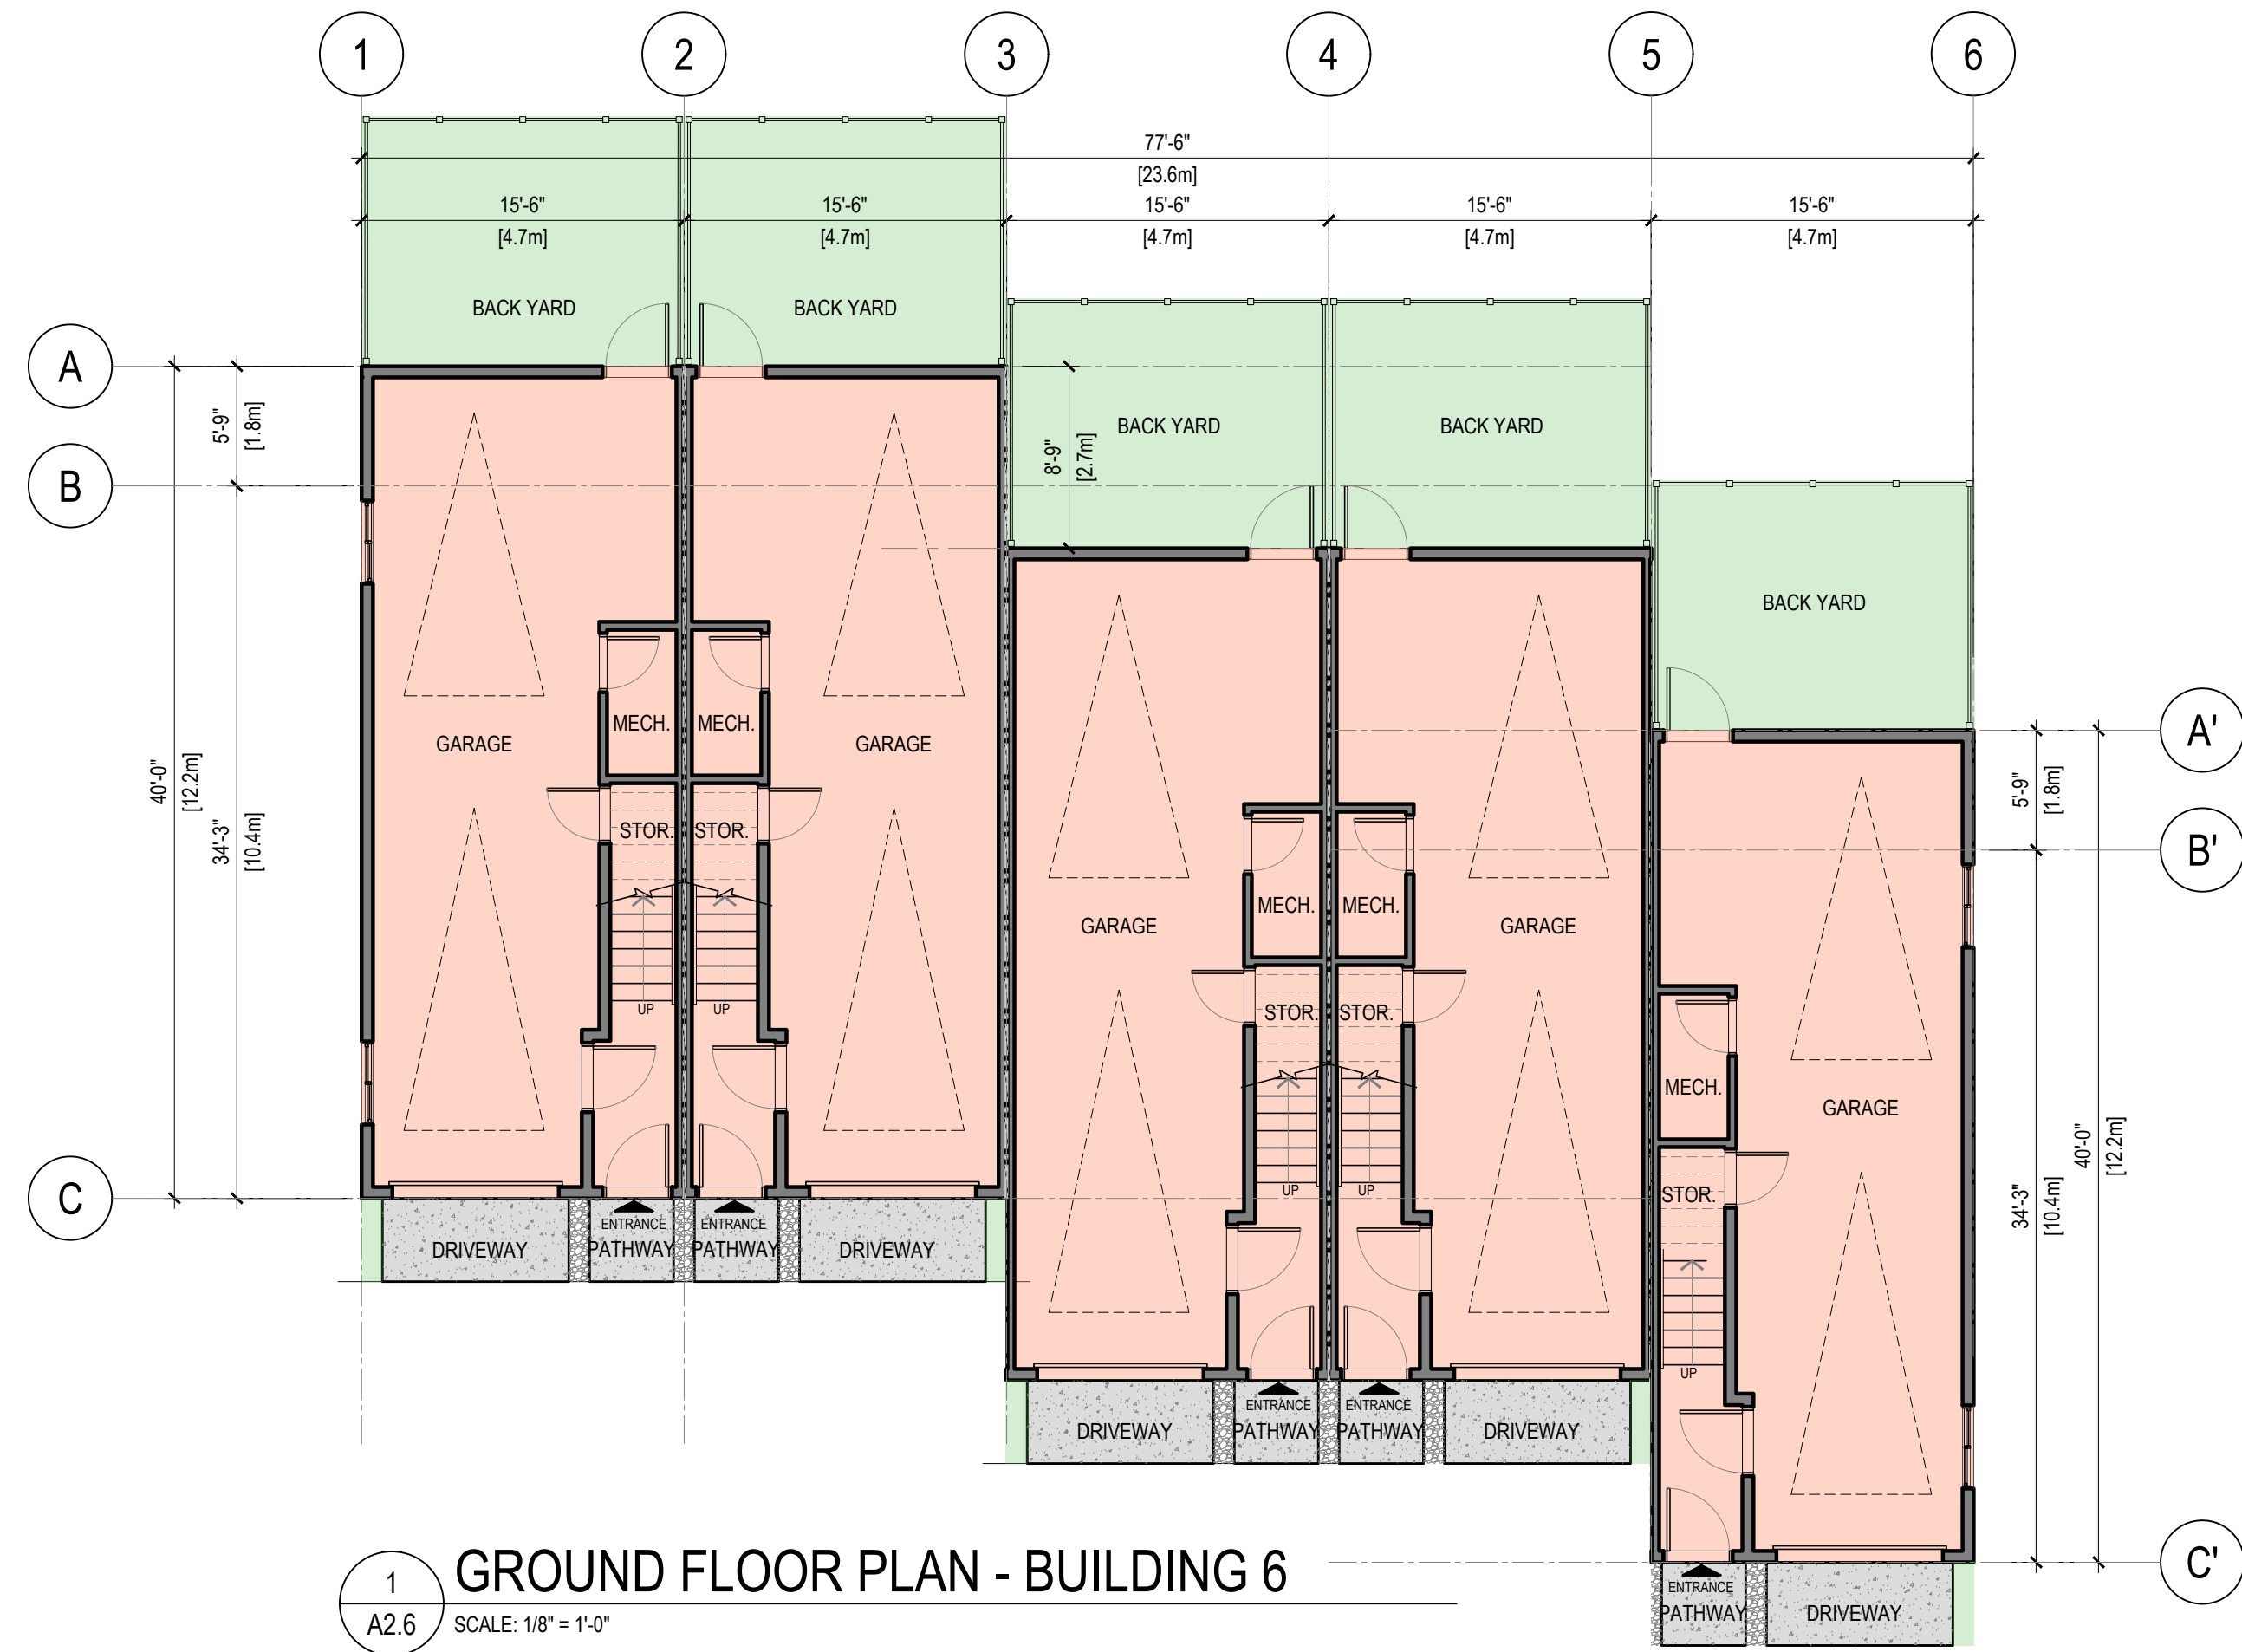 1 2 3 4 5 6
77'-6"
[23.6m]
15'-6" 15'-6" 15'-6" 15'-6" 15'-6"
[4.7m] [4.7m] [4.7m] [4.7m] [4.7m]
BACK YARD BACK YARD
A
5'-9"
[1.8m]
BACK YARD BACK YARD
8'-9"
[2.7m]
B
BACK YARD
A'
MECH. MECH.
GARAGE GARAGE
40'-0"
[12.2m]
34'-3"
[10.4m]
5'-9"
[1.8m]
STOR. STOR.
B'
MECH. MECH.
GARAGE GARAGE
UP UP
STOR. STOR.
MECH.
GARAGE
40'-0"
[12.2m]
34'-3"
[10.4m]
UP UP
STOR.
C
ENTRANCE ENTRANCE
DRIVEWAY PATHWAY PATHWAY DRIVEWAY
UP
ENTRANCE ENTRANCE
DRIVEWAY PATHWAY PATHWAY DRIVEWAY
C'
ENTRANCE
PATHWAY DRIVEWAY
1
A2.6
GROUND FLOOR PLAN - BUILDING 6
SCALE: 1/8" = 1'-0"